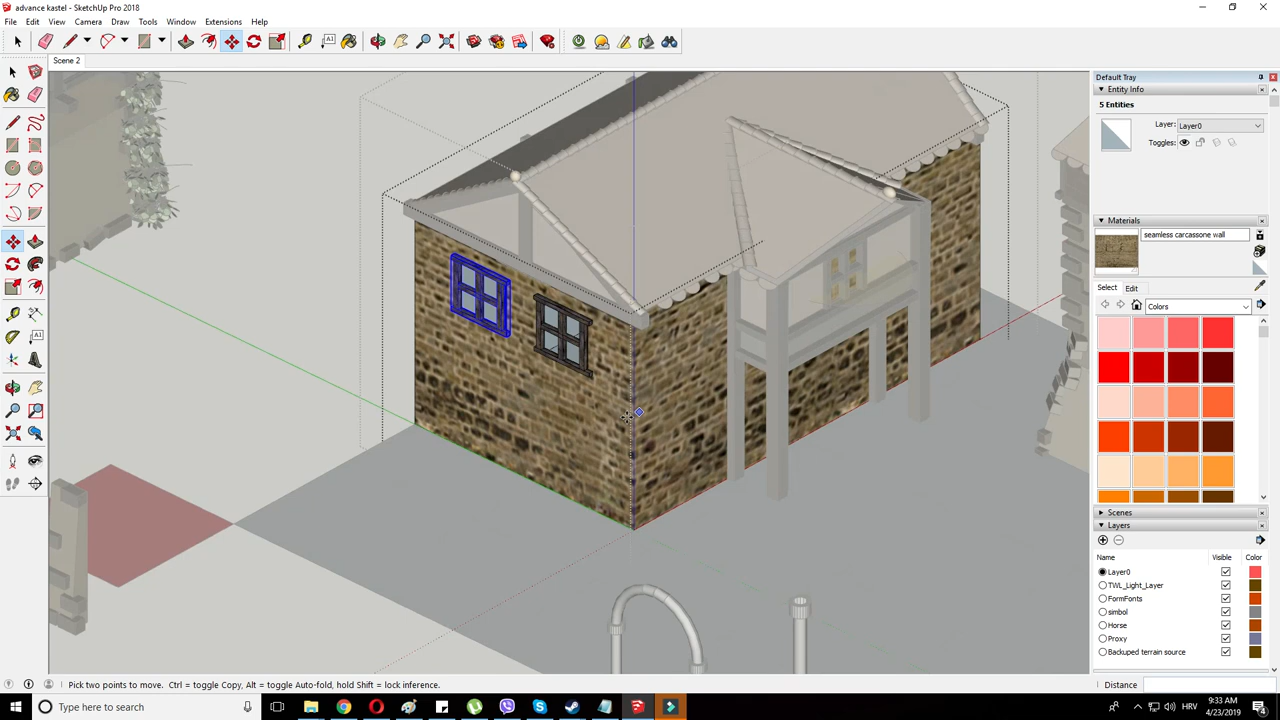 advance kastel - SketchUp Pro 2018
File Edit View Camera Draw Tools Window Extensions Help
Scene 2
Default Tray
Entity Info
5 Entities
Layer: Layer0
Toggles:
Materials
seamless carcassone wall
Select Edit
Colors
Scenes
Layers
Name Visible Color
Layer0
TWL_Light_Layer
FormFonts
simbol
Horse
Proxy
Backuped terrain source
Pick two points to move. Ctrl = toggle Copy, Alt = toggle Auto-fold, hold Shift = lock inference.
Distance
Type here to search
HRV
9:33 AM
4/23/2019